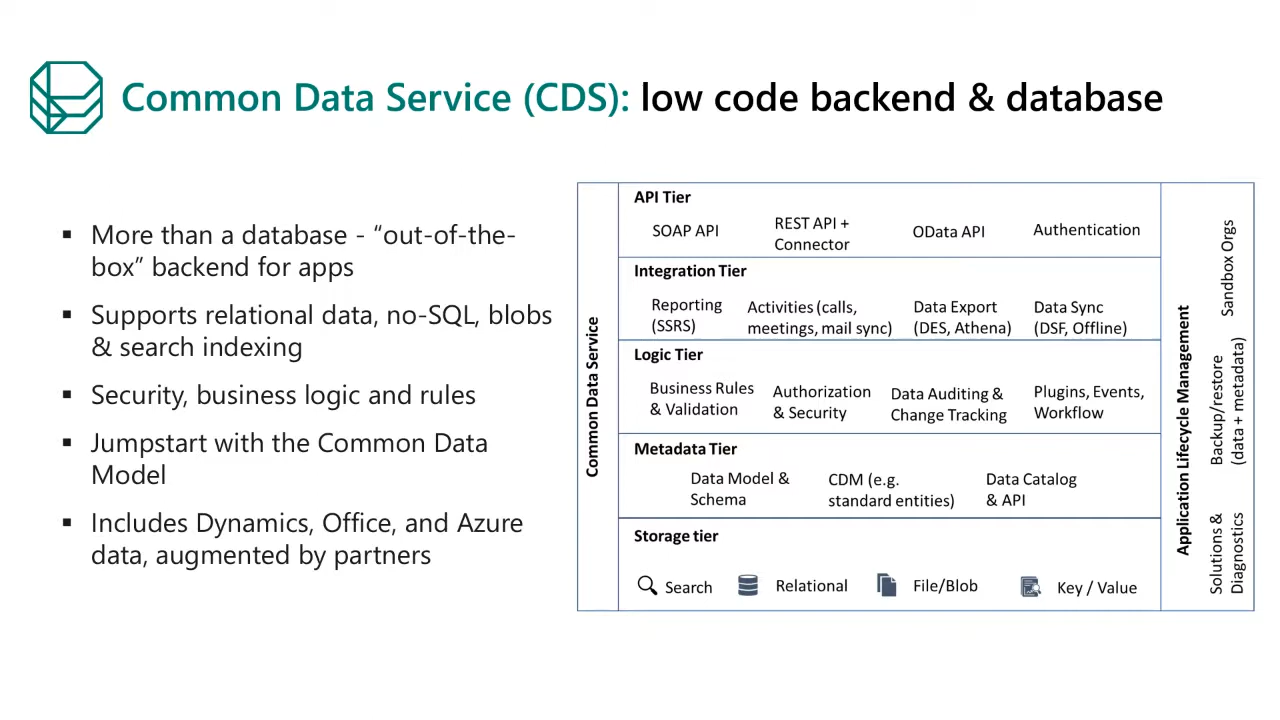 Common Data Service (CDS): low code backend & database
▪ More than a database - “out-of-the-
box” backend for apps
▪ Supports relational data, no-SQL, blobs
& search indexing
▪ Security, business logic and rules
▪ Jumpstart with the Common Data
Model
▪ Includes Dynamics, Office, and Azure
data, augmented by partners
Common Data Service
API Tier
SOAP API
REST API +
Connector
OData API
Authentication
Integration Tier
Reporting
(SSRS)
Activities (calls,
meetings, mail sync)
Data Export
(DES, Athena)
Data Sync
(DSF, Offline)
Logic Tier
Business Rules
& Validation
Authorization
& Security
Data Auditing &
Change Tracking
Plugins, Events,
Workflow
Metadata Tier
Data Model &
Schema
CDM (e.g.
standard entities)
Data Catalog
& API
Storage tier
Search
Relational
File/Blob
Key / Value
Application Lifecycle Management
Solutions &
Diagnostics
Backup/restore
(data + metadata)
Sandbox Orgs